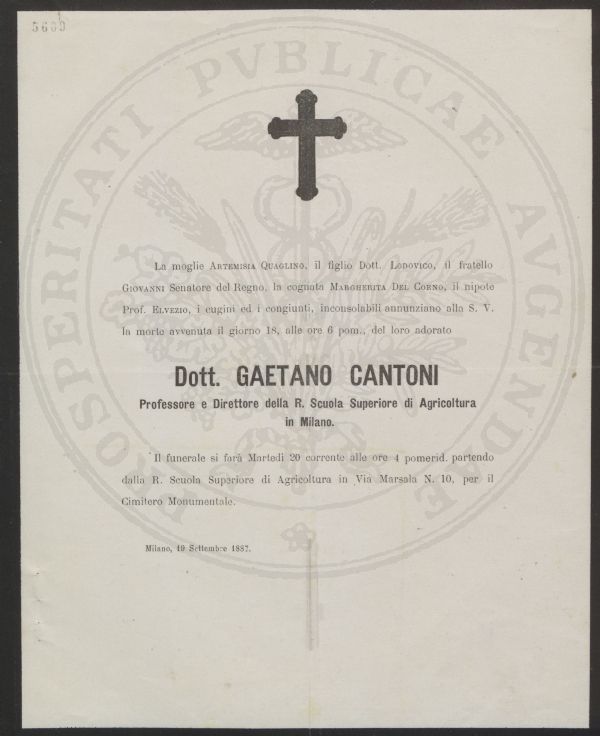 5669
PROSPERITATI PVBLICAE AVGENDAE
La moglie Artemisia Quaglino, il figlio Dott. Lodovico, il fratello
Giovanni Senatore del Regno, la cognata Margherita Del Corno, il nipote
Prof. Elvezio, i cugini ed i congiunti, inconsolabili annunziano alla S. V.
la morte avvenuta il giorno 18, alle ore 6 pom., del loro adorato
Dott. GAETANO CANTONI
Professore e Direttore della R. Scuola Superiore di Agricoltura
in Milano.
Il funerale si farà Martedì 20 corrente alle ore 4 pomerid. partendo
dalla R. Scuola Superiore di Agricoltura in Via Marsala N. 10, per il
Cimitero Monumentale.
Milano, 19 Settembre 1887.